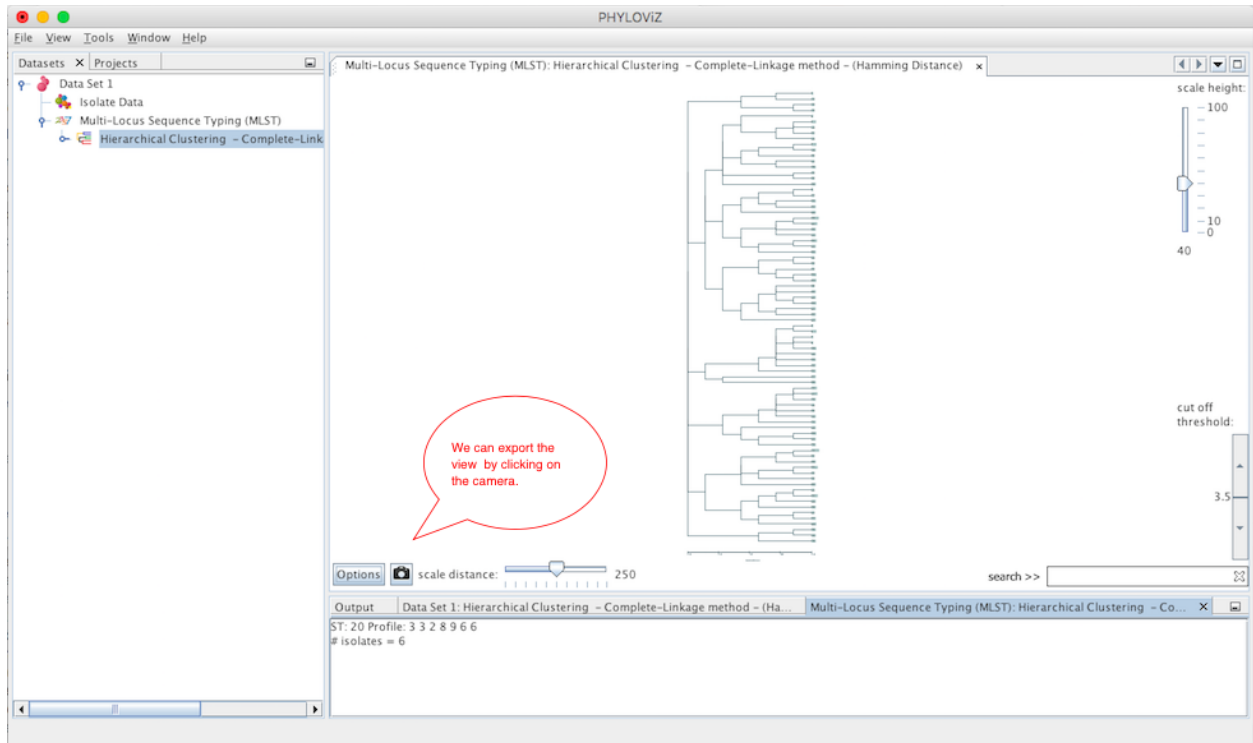 PHYLOViZ
File View Tools Window Help
Datasets X Projects
Data Set 1
Isolate Data
Multi-Locus Sequence Typing (MLST)
Hierarchical Clustering – Complete-Link
Multi-Locus Sequence Typing (MLST): Hierarchical Clustering – Complete-Linkage method – (Hamming Distance) x
scale height:
100
10
0
40
We can export the
view by clicking on
the camera.
cut off
threshold:
3.5
Options scale distance: 250
search >>
Output Data Set 1: Hierarchical Clustering – Complete-Linkage method – (Ha... Multi-Locus Sequence Typing (MLST): Hierarchical Clustering – Co... X
ST: 20 Profile: 3 3 2 8 9 6 6
# isolates = 6